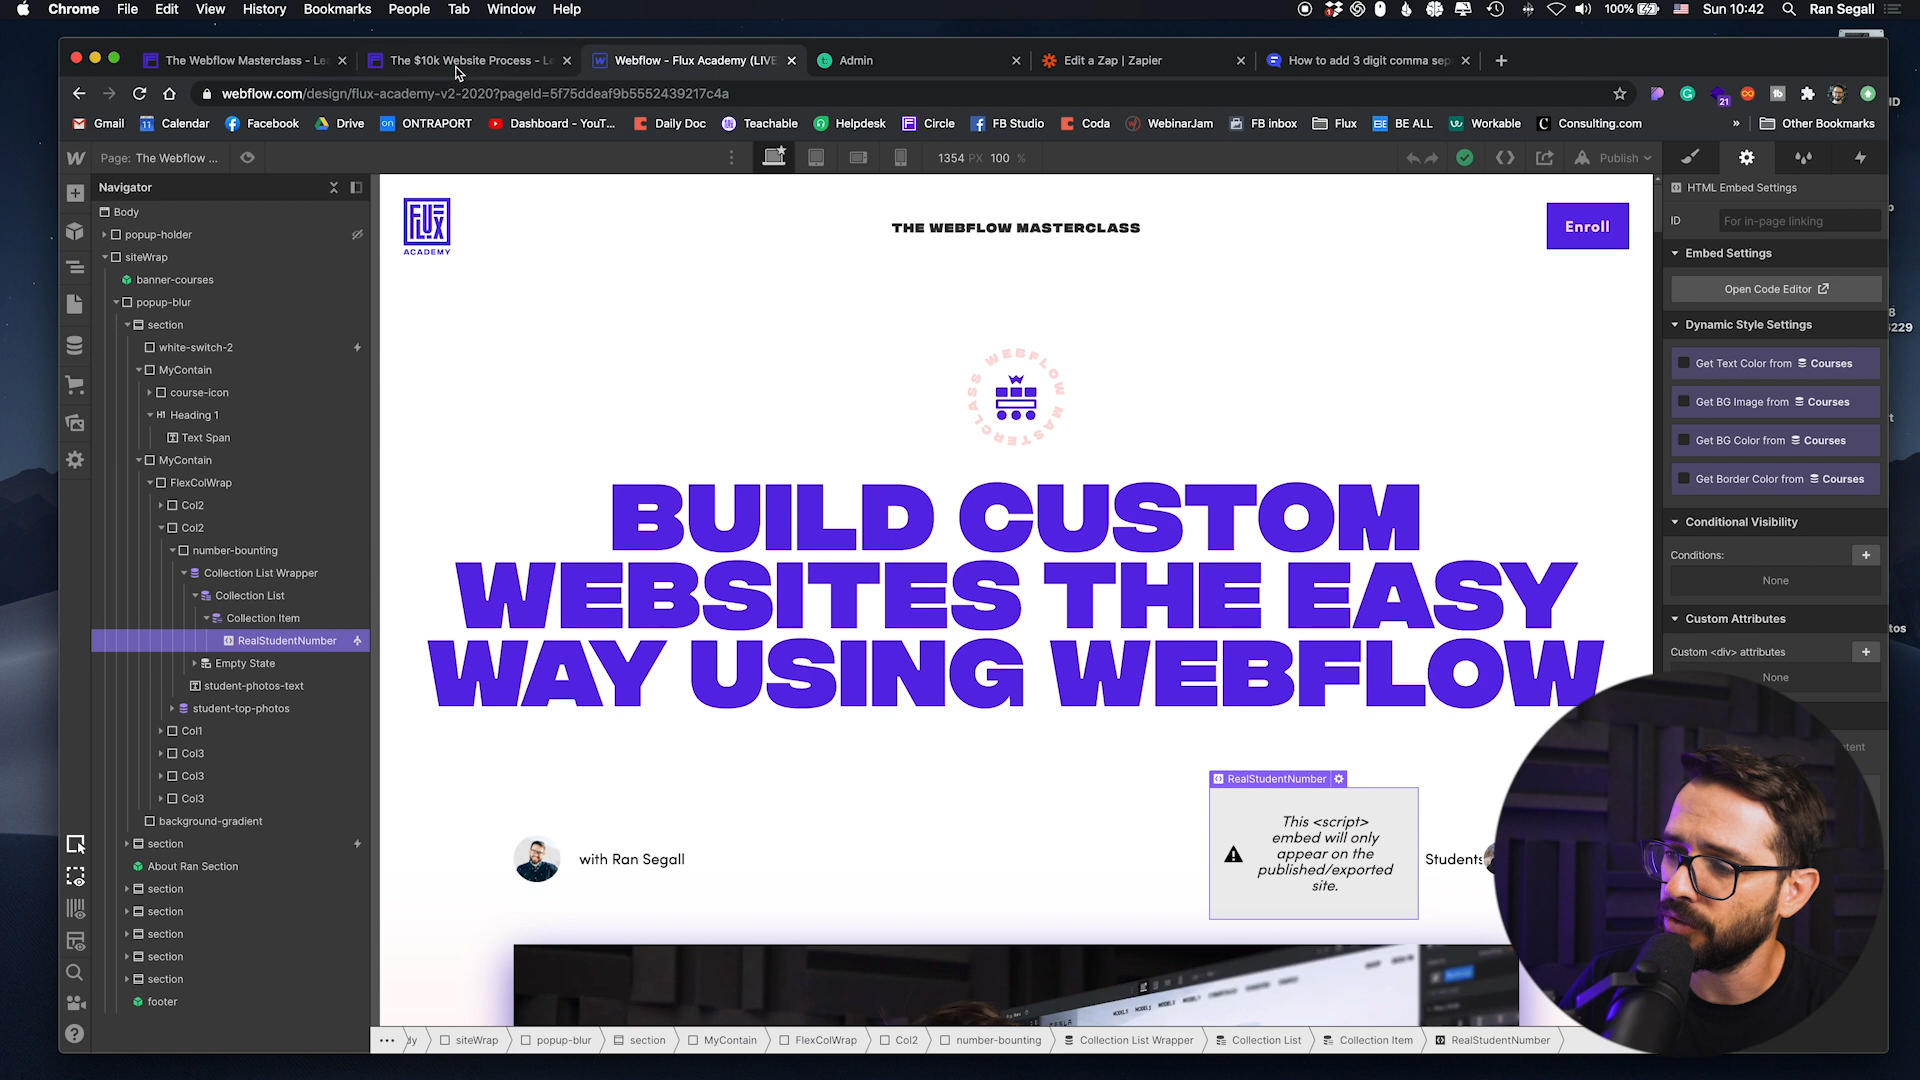 Chrome File Edit View History Bookmarks People Tab Window Help
100% Sun 10:42 Ran Segall
The Webflow Masterclass - Le
The $10k Website Process - L
Webflow - Flux Academy (LIVE
Admin
Edit a Zap | Zapier
How to add 3 digit comma sep
webflow.com/design/flux-academy-v2-2020?pageId=5f75ddeaf9b5552439217c4a
21
Gmail Calendar Facebook Drive ONTRAPORT Dashboard - YouT... Daily Doc Teachable Helpdesk Circle FB Studio Coda WebinarJam FB inbox Flux BE ALL Workable Consulting.com » Other Bookmarks
Page: The Webflow ...
1354 PX 100 %
Publish
Navigator
Body
popup-holder
siteWrap
banner-courses
popup-blur
section
white-switch-2
MyContain
course-icon
H1 Heading 1
Text Span
MyContain
FlexColWrap
Col2
Col2
number-bounting
Collection List Wrapper
Collection List
Collection Item
RealStudentNumber
Empty State
student-photos-text
student-top-photos
Col1
Col3
Col3
Col3
background-gradient
section
About Ran Section
section
section
section
section
section
footer
FLUX
ACADEMY
THE WEBFLOW MASTERCLASS
Enroll
WEBFLOW MASTERCLASS
BUILD CUSTOM
WEBSITES THE EASY
WAY USING WEBFLOW
with Ran Segall
RealStudentNumber
This <script>
embed will only
appear on the
published/exported
site.
Students
HTML Embed Settings
ID For in-page linking
Embed Settings
Open Code Editor
Dynamic Style Settings
Get Text Color from Courses
Get BG Image from Courses
Get BG Color from Courses
Get Border Color from Courses
Conditional Visibility
Conditions: +
None
Custom Attributes
Custom <div> attributes +
None
siteWrap popup-blur section MyContain FlexColWrap Col2 number-bounting Collection List Wrapper Collection List Collection Item RealStudentNumber